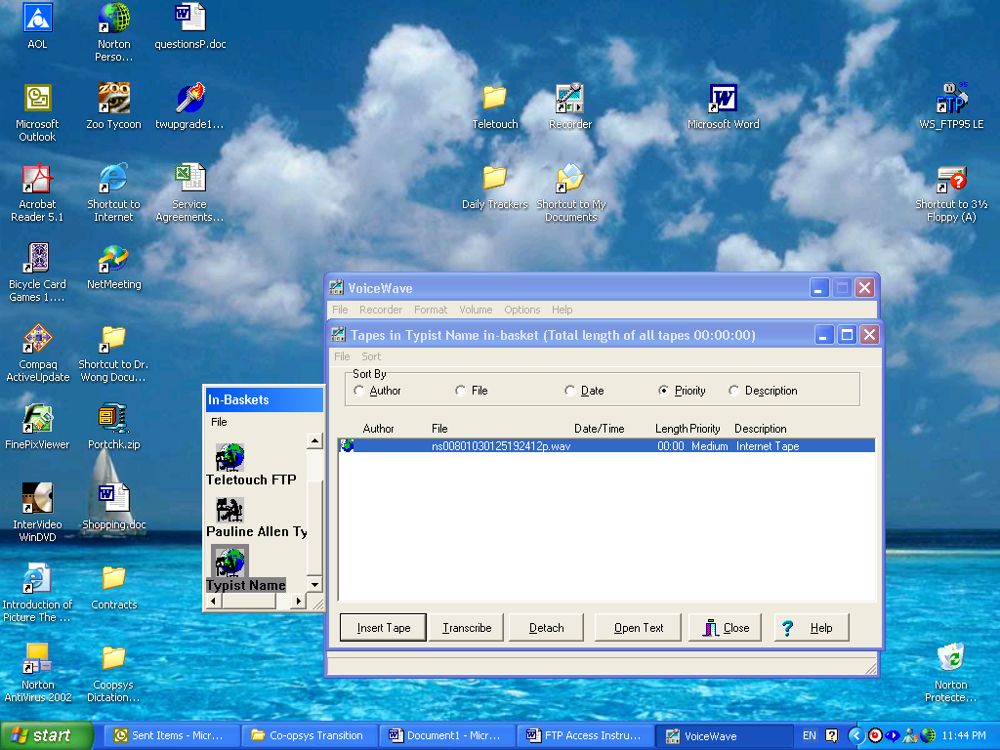 AOL
Norton
Perso...
questionsP.doc
Microsoft
Outlook
Zoo Tycoon
twupgrade1...
Teletouch
Recorder
Microsoft Word
WS_FTP95 LE
Acrobat
Reader 5.1
Shortcut to
Internet
Service
Agreements...
Daily Trackers
Shortcut to My
Documents
Shortcut to 3½
Floppy (A)
Bicycle Card
Games 1....
NetMeeting
VoiceWave
File Recorder Format Volume Options Help
Tapes in Typist Name in-basket (Total length of all tapes 00:00:00)
File Sort
Sort By
Author File Date Priority Description
Author File Date/Time Length Priority Description
ns00801030125192412p.wav 00:00 Medium Internet Tape
Compaq
ActiveUpdate
Shortcut to Dr.
Wong Docu...
In-Baskets
File
Teletouch FTP
Pauline Allen Ty
Typist Name
FinePixViewer
Portchk.zip
InterVideo
WinDVD
Shopping.doc
Introduction of
Picture The ...
Contracts
Insert Tape Transcribe Detach Open Text Close Help
Norton
AntiVirus 2002
Coopsys
Dictation...
Norton
Protecte...
start Sent Items - Micr... Co-opsys Transition Document1 - Micr... FTP Access Instru... VoiceWave EN 11:44 PM